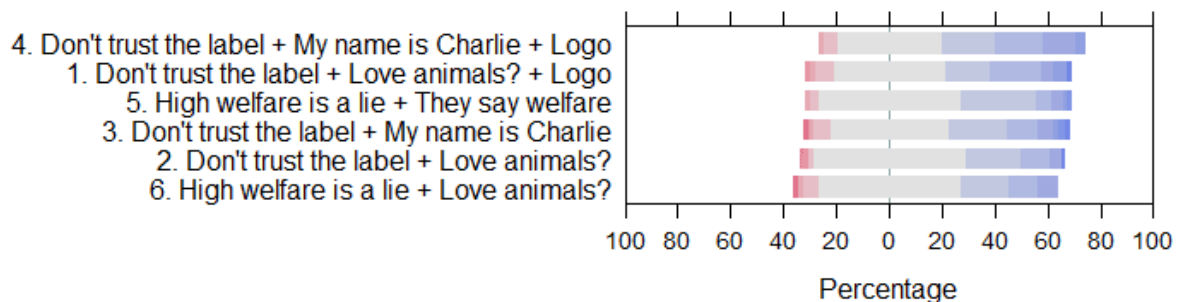 4. Don't trust the label + My name is Charlie + Logo
1. Don't trust the label + Love animals? + Logo
5. High welfare is a lie + They say welfare
3. Don't trust the label + My name is Charlie
2. Don't trust the label + Love animals?
6. High welfare is a lie + Love animals?
100 80 60 40 20 0 20 40 60 80 100
Percentage